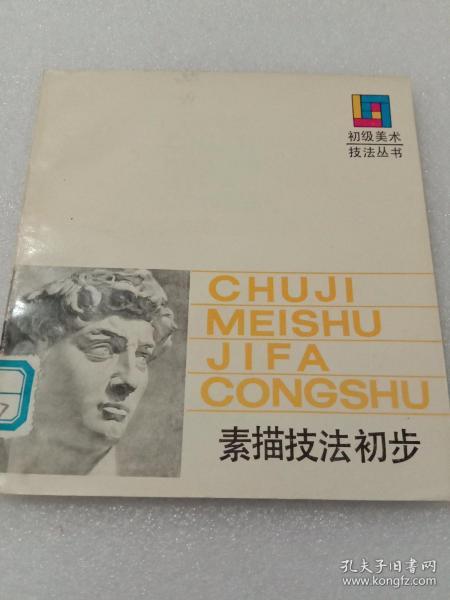 初级美术
技法丛书
CHUJI
MEISHU
JIFA
CONGSHU
7
素描技法初步
孔夫子旧书网
www.kongfz.com